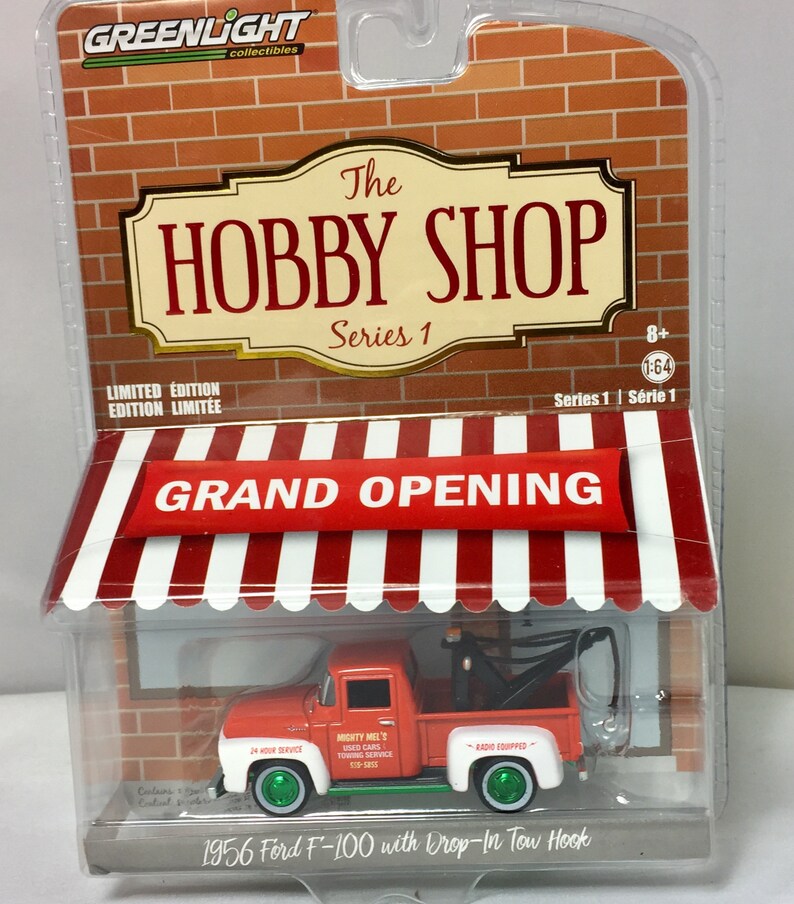 GREENLIGHT
collectibles
The
HOBBY SHOP
Series 1
8+
1:64
LIMITED ÉDITION
EDITION LIMITÉE
Series 1 | Série 1
GRAND OPENING
24 HOUR SERVICE
MIGHTY MEL'S
USED CARS &
TOWING SERVICE
555-5855
RADIO EQUIPPED
Contains
1956 Ford F-100 with Drop-In Tow Hook